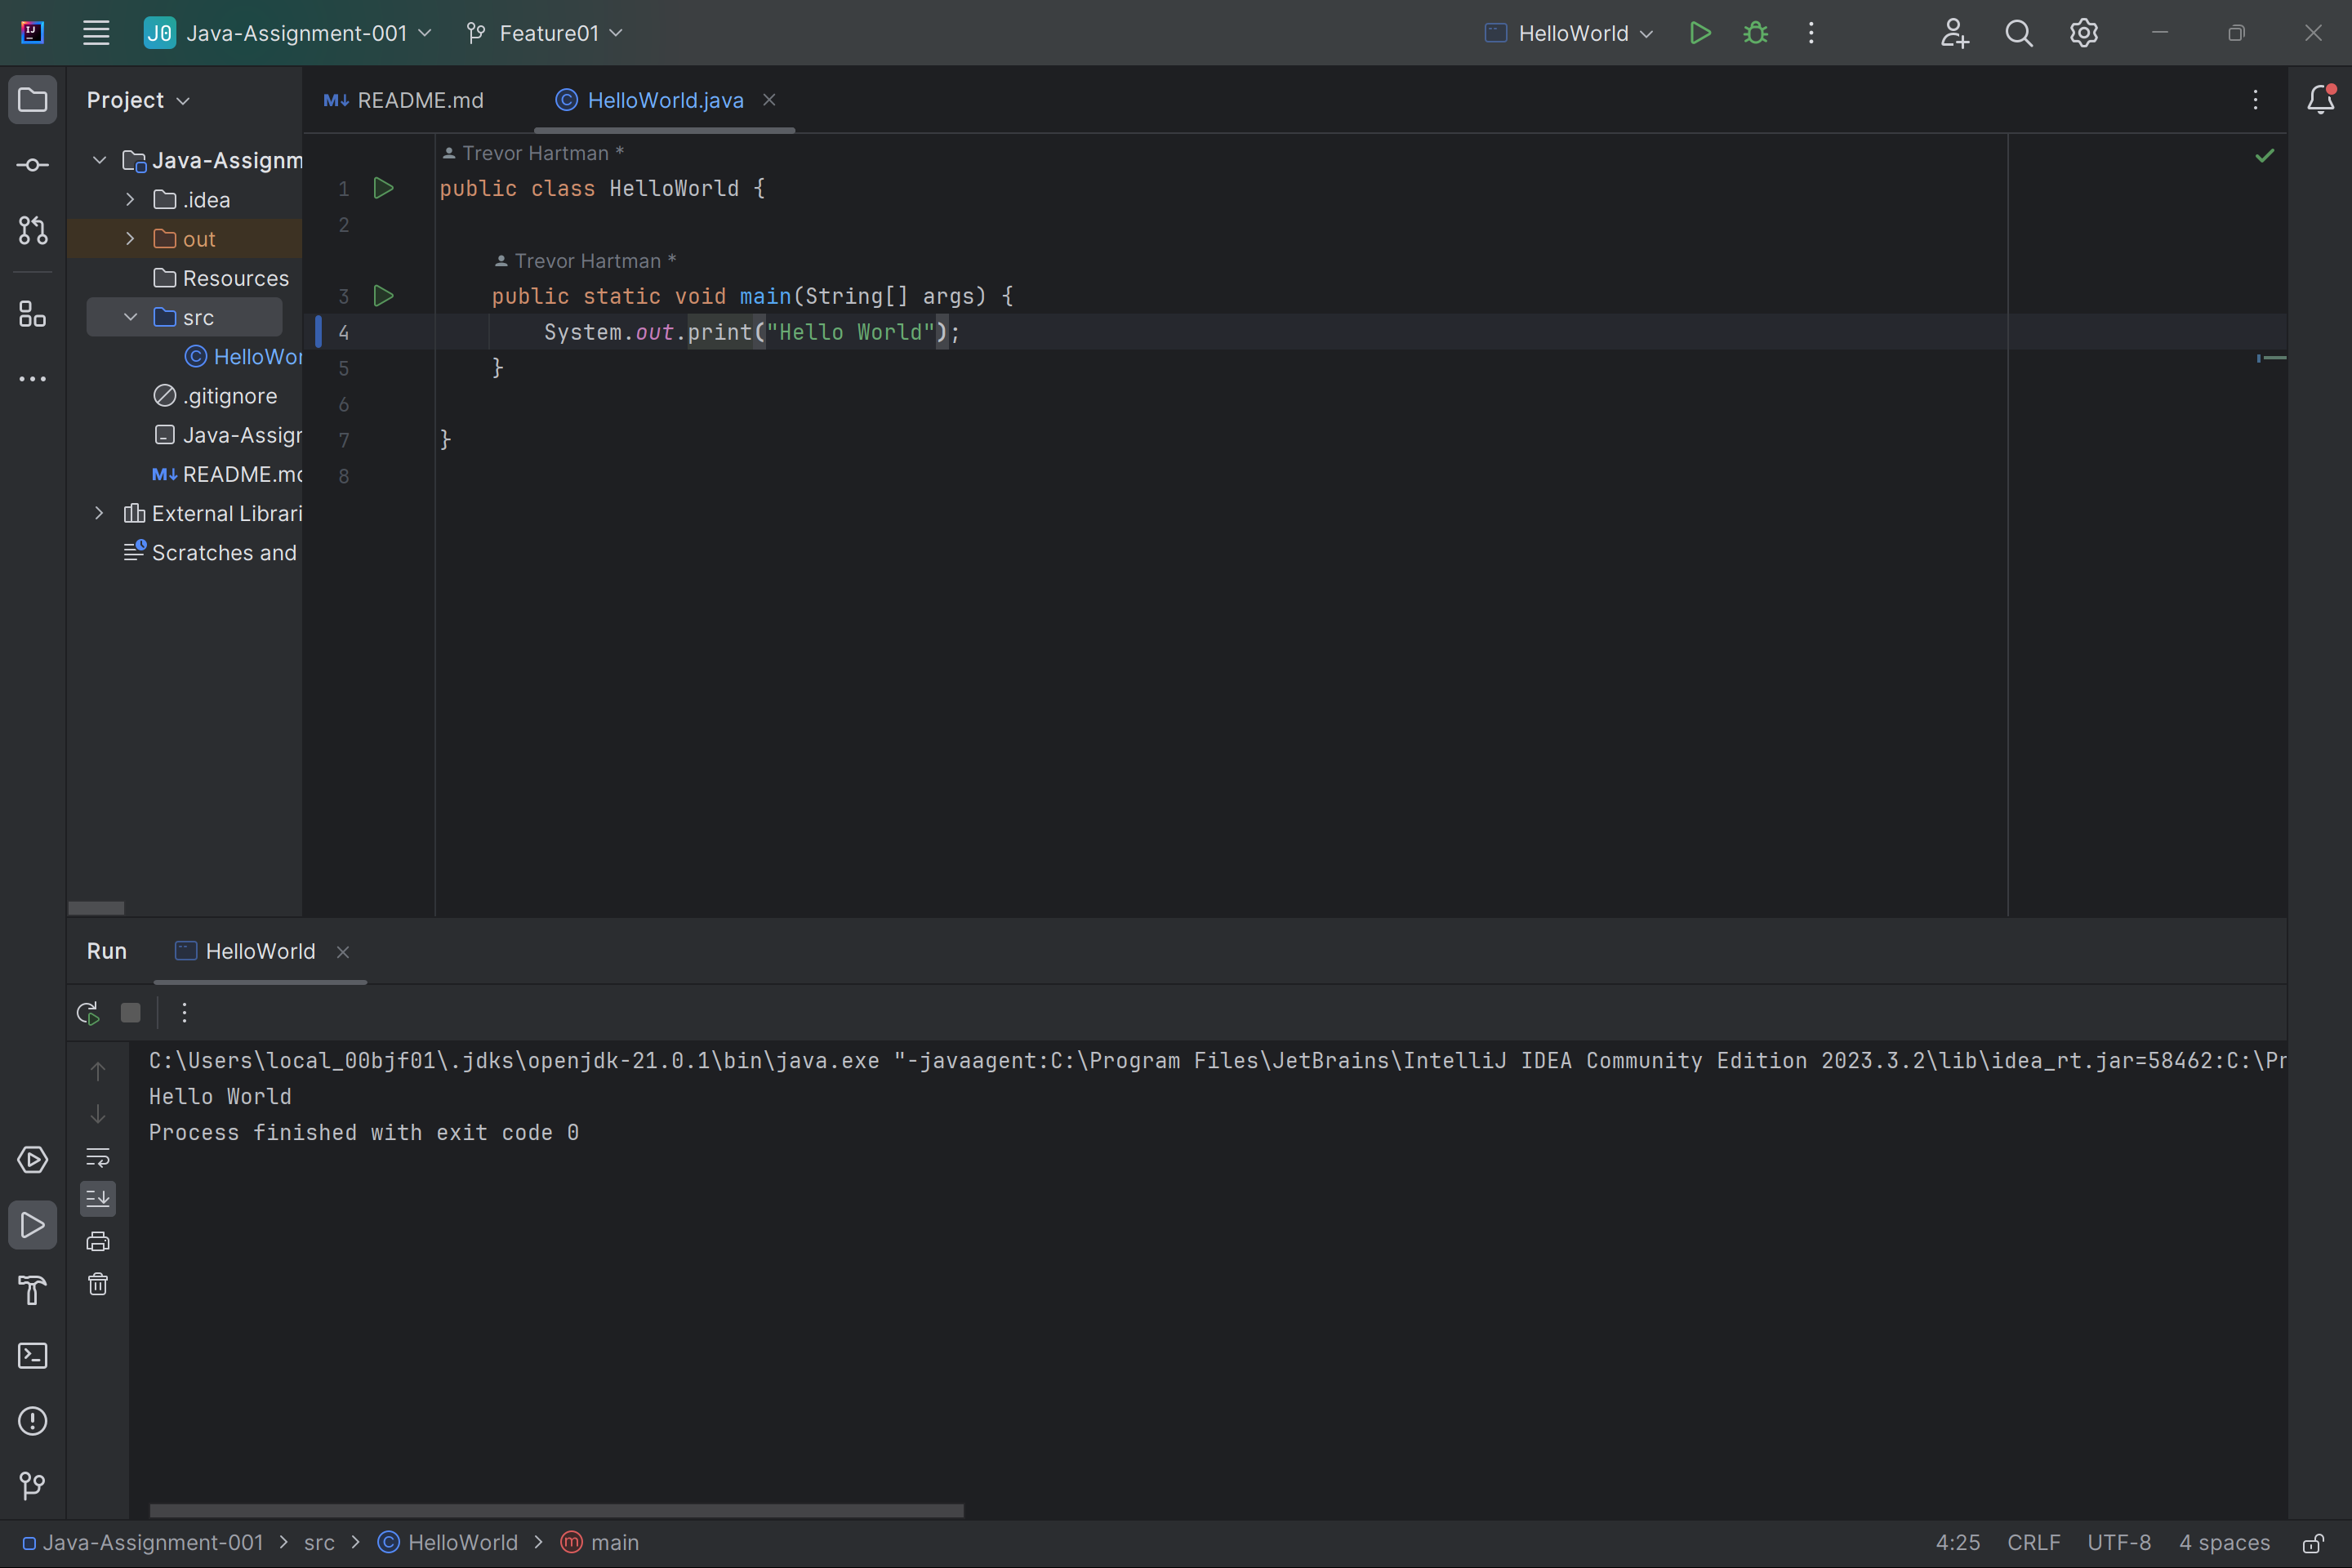 J0 Java-Assignment-001 Feature01 HelloWorld
Project
README.md HelloWorld.java
Java-Assignm
.idea
out
Resources
src
HelloWor
.gitignore
Java-Assign
README.md
External Librari
Scratches and
Trevor Hartman *
1 public class HelloWorld {
2
Trevor Hartman *
3 public static void main(String[] args) {
4 System.out.print("Hello World");
5 }
6
7 }
8
Run HelloWorld
C:\Users\local_00bjf01\.jdks\openjdk-21.0.1\bin\java.exe "-javaagent:C:\Program Files\JetBrains\IntelliJ IDEA Community Edition 2023.3.2\lib\idea_rt.jar=58462:C:\Pr
Hello World
Process finished with exit code 0
Java-Assignment-001 > src > HelloWorld > main 4:25 CRLF UTF-8 4 spaces